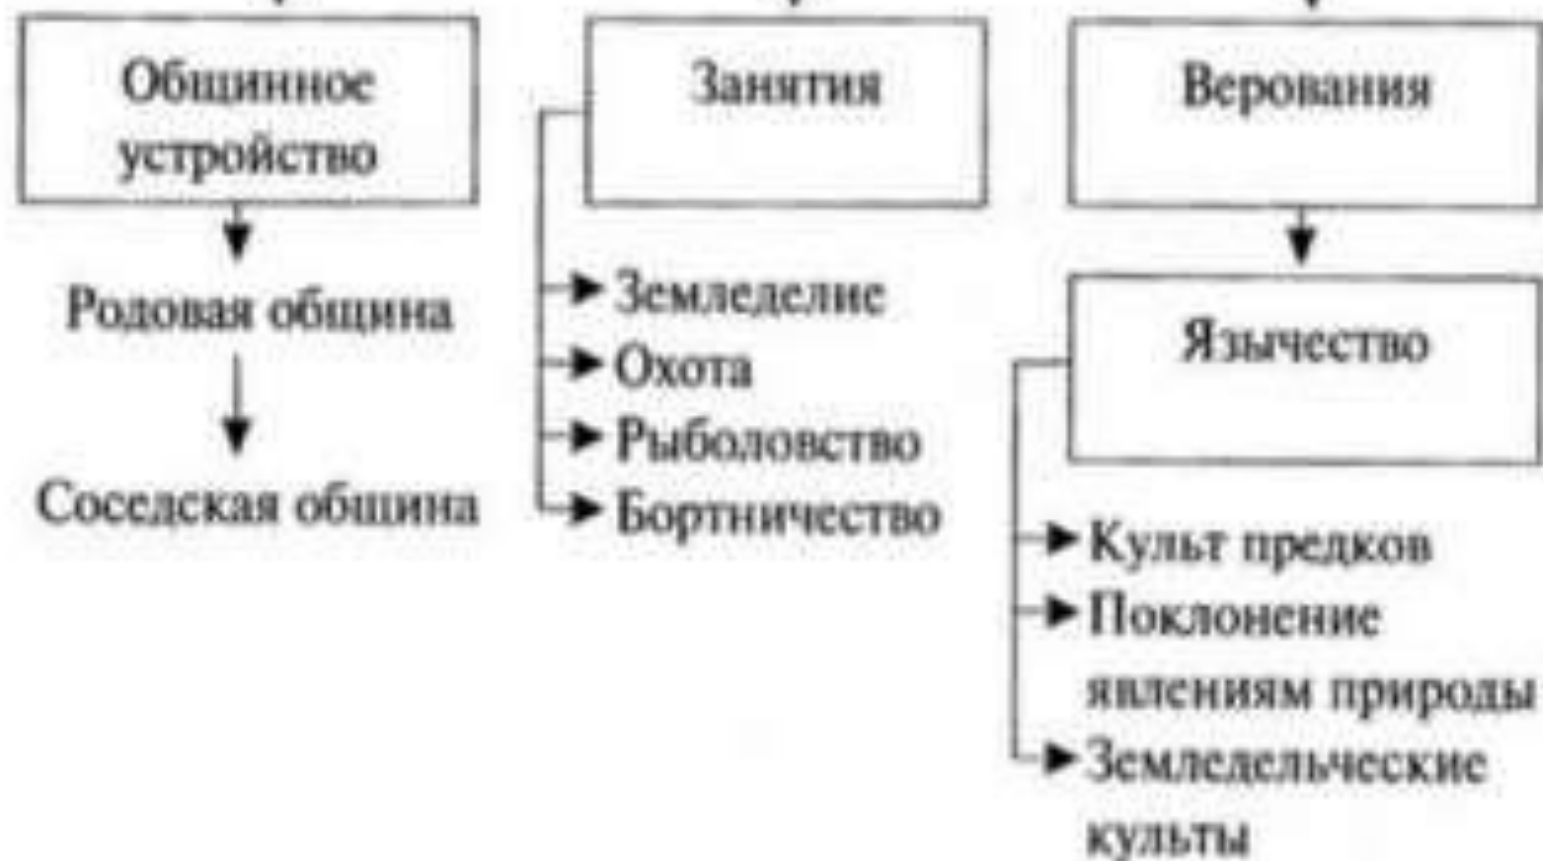 Общинное
устройство
Родовая община
Соседская община
Занятия
Земледелие
Охота
Рыболовство
Бортничество
Верования
Язычество
Культ предков
Поклонение
явлениям природы
Земледельческие
культы